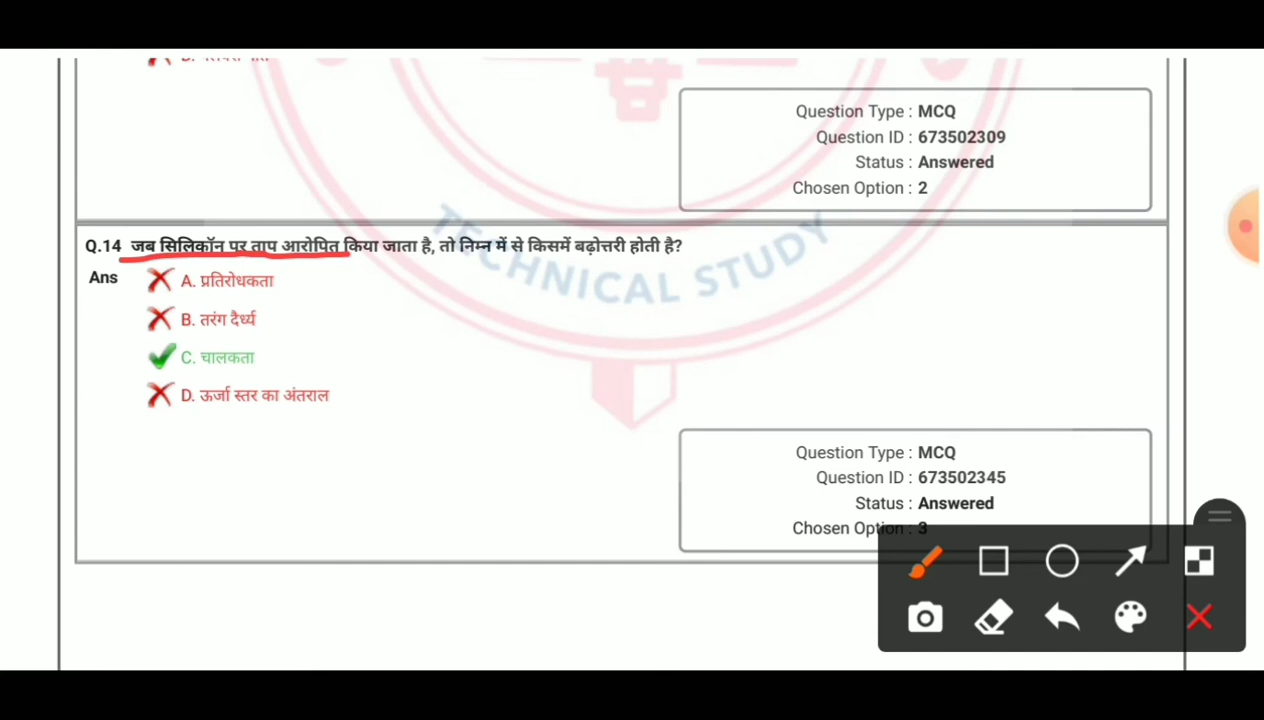 Question Type : MCQ
Question ID : 673502309
Status : Answered
Chosen Option : 2
Q.14 जब सिलिकॉन पर ताप आरोपित किया जाता है, तो निम्न में से किसमें बढ़ोत्तरी होती है?
Ans
A. प्रतिरोधकता
B. तरंग दैर्ध्य
C. चालकता
D. ऊर्जा स्तर का अंतराल
TECHNICAL STUDY
Question Type : MCQ
Question ID : 673502345
Status : Answered
Chosen Option : 3